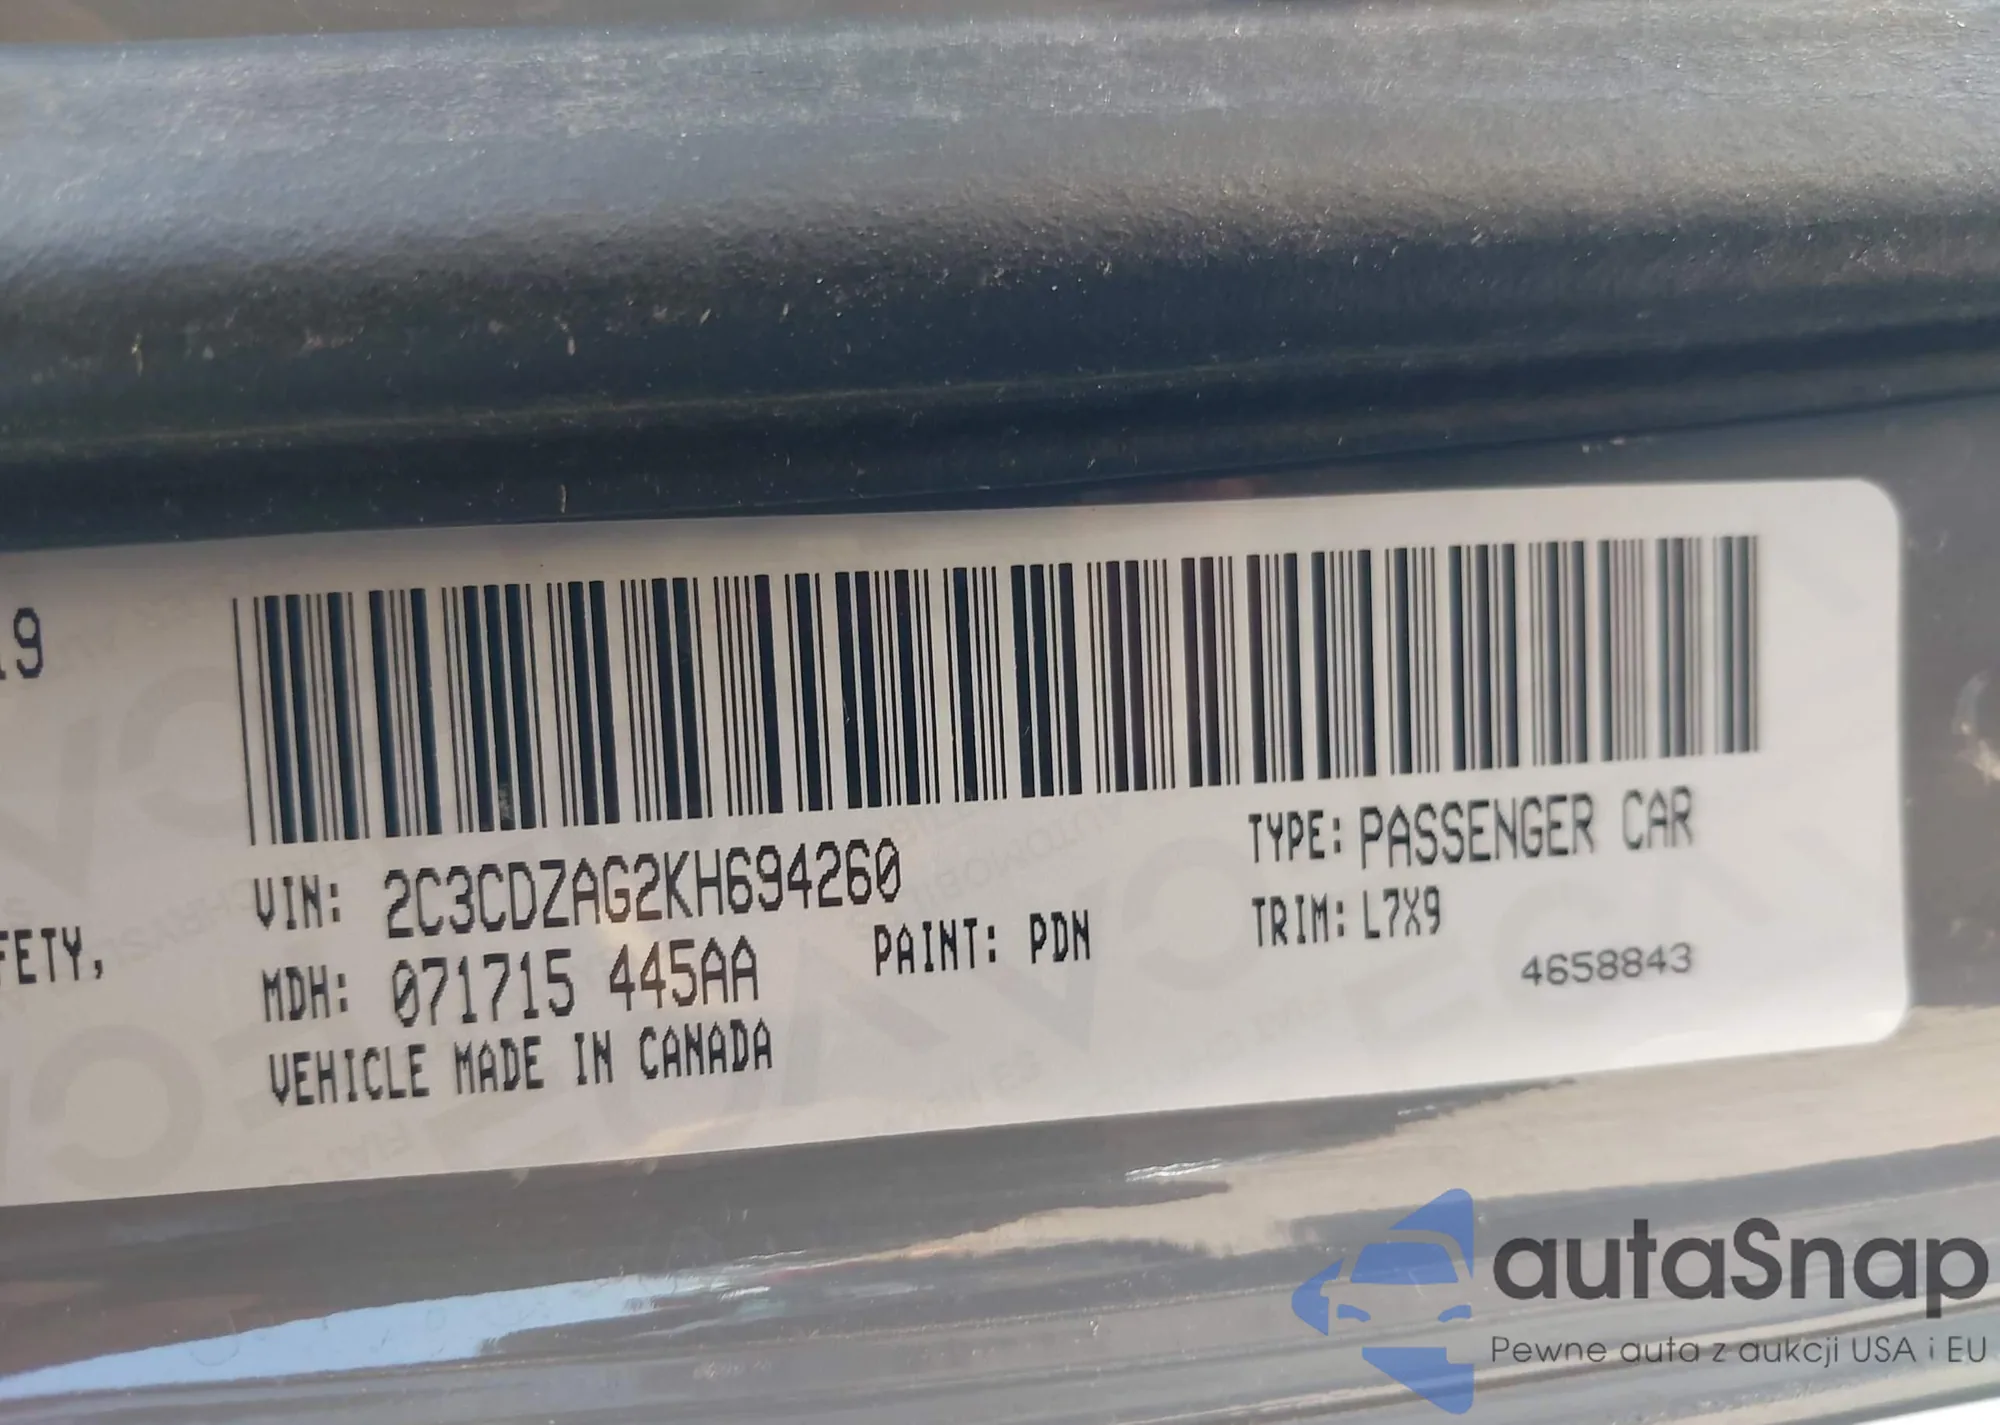 19
FETY,
VIN: 2C3CDZAG2KH694260
TYPE: PASSENGER CAR
MDH: 071715 445AA
PAINT: PDN
TRIM: L7X9
VEHICLE MADE IN CANADA
4658843
autaSnap
Pewne auta z aukcji USA i EU